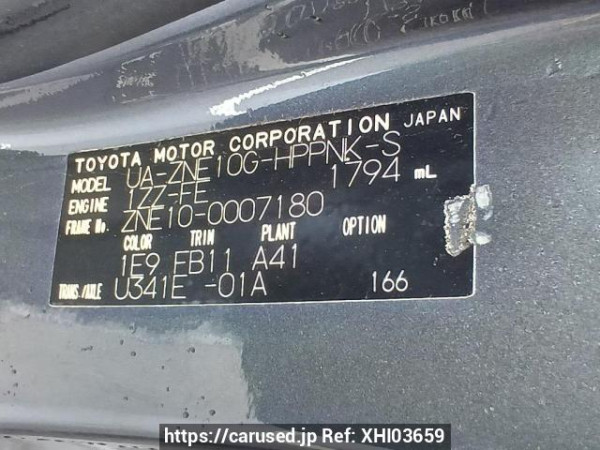 TOYOTA MOTOR CORPORATION JAPAN
MODEL UA-ZNE10G-HPPNK-S
ENGINE 1ZZ-FE 1794 mL
FRAME No. ZNE10-0007180
COLOR TRIM PLANT OPTION
1E9 FB11 A41
TRANS./AXLE U341E -01A 166
https://carused.jp Ref: XHI03659